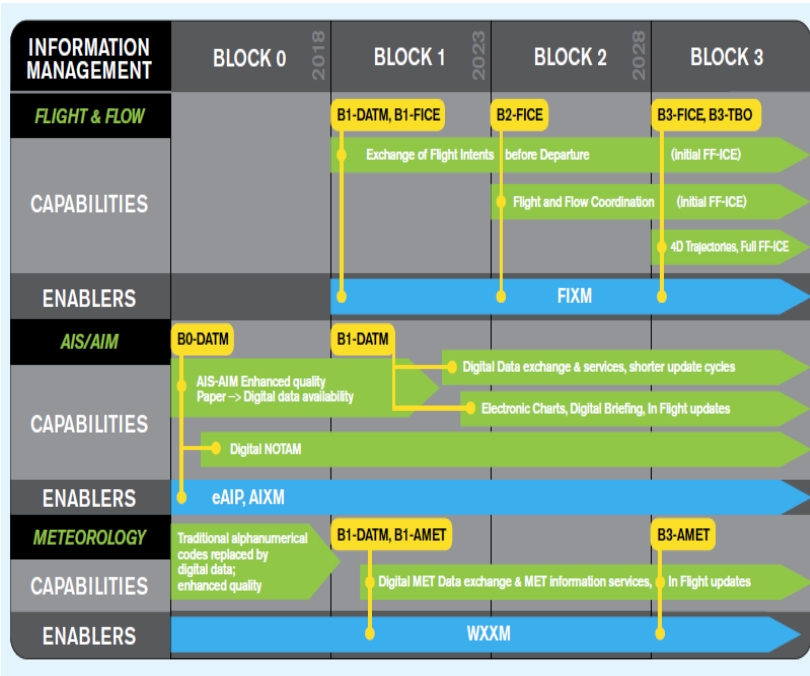 INFORMATION
MANAGEMENT
BLOCK 0
2018
BLOCK 1
2023
BLOCK 2
2028
BLOCK 3
FLIGHT & FLOW
B1-DATM, B1-FICE
B2-FICE
B3-FICE, B3-TBO
CAPABILITIES
Exchange of Flight Intents before Departure (initial FF-ICE)
Flight and Flow Coordination (initial FF-ICE)
4D Trajectories, Full FF-ICE
ENABLERS
FIXM
AIS/AIM
B0-DATM
B1-DATM
CAPABILITIES
Digital Data exchange & services, shorter update cycles
AIS-AIM Enhanced quality
Paper --> Digital data availability
Electronic Charts, Digital Briefing, In Flight updates
Digital NOTAM
ENABLERS
eAIP, AIXM
METEOROLOGY
Traditional alphanumerical
codes replaced by
digital data;
enhanced quality
B1-DATM, B1-AMET
B3-AMET
CAPABILITIES
Digital MET Data exchange & MET information services, In Flight updates
ENABLERS
WXXM